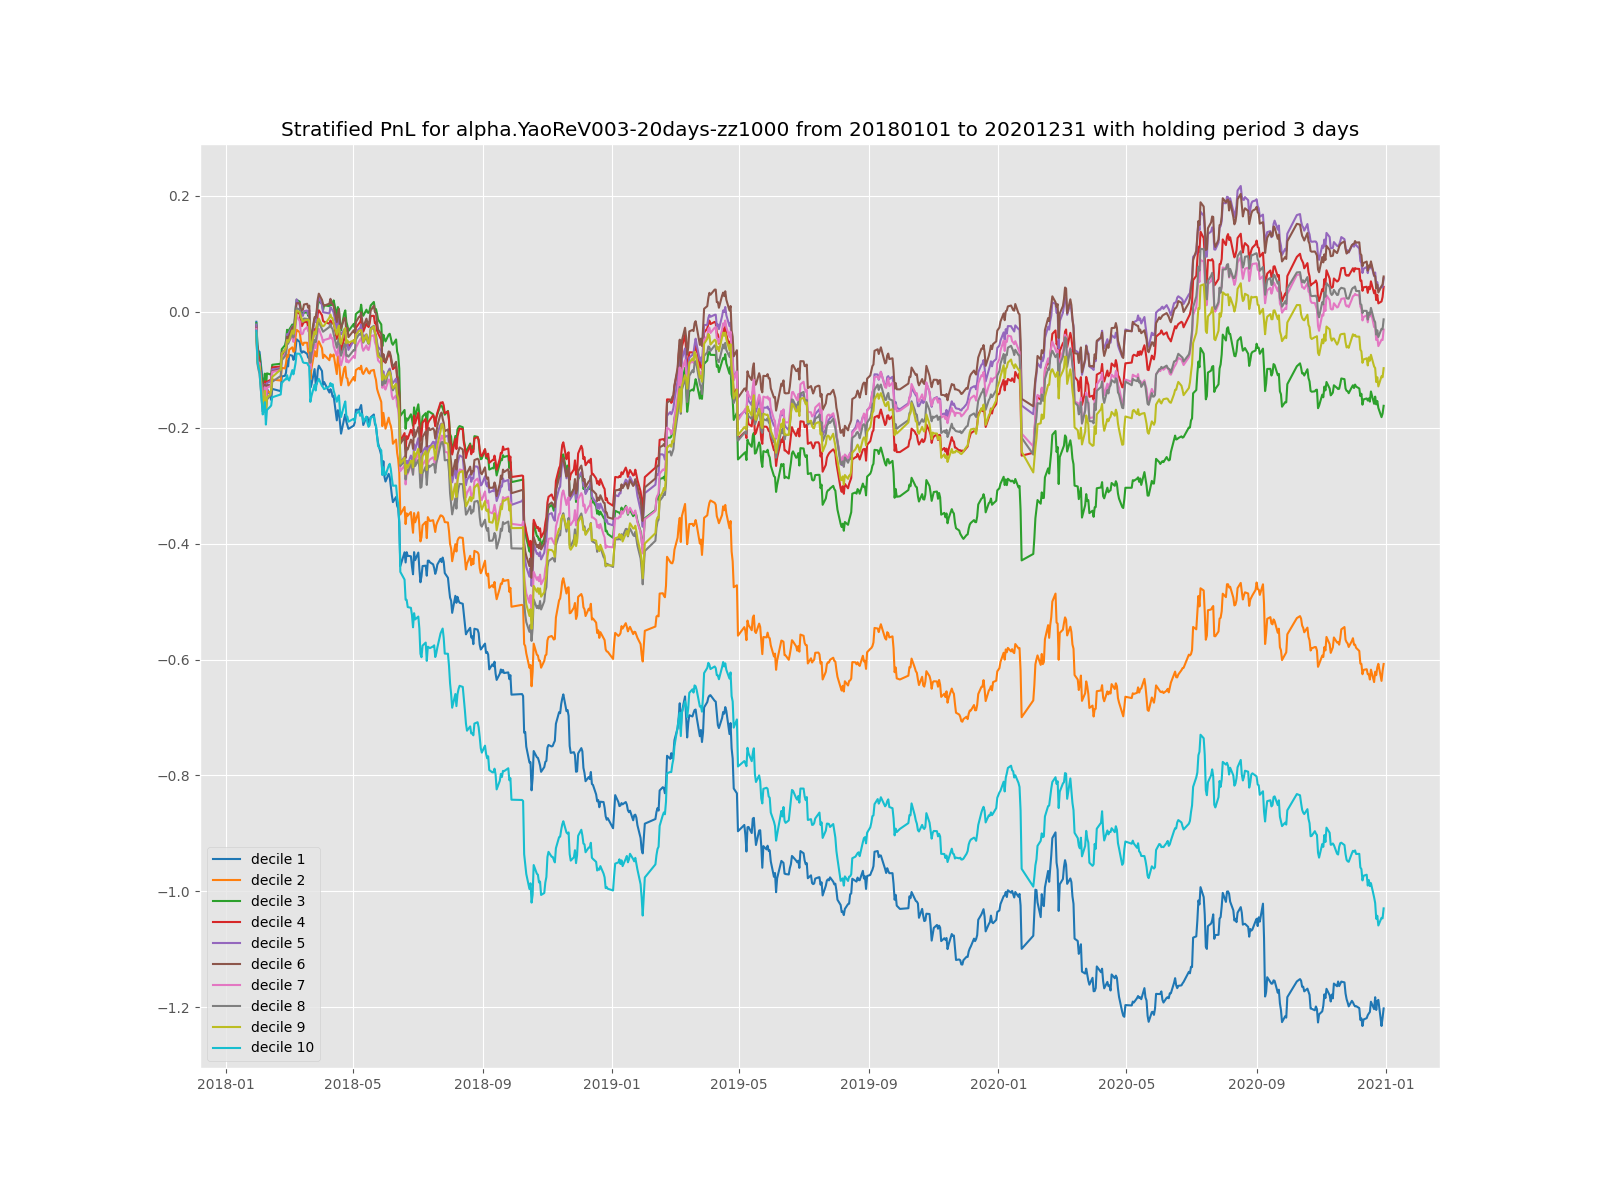 Stratified PnL for alpha.YaoReV003-20days-zz1000 from 20180101 to 20201231 with holding period 3 days
0.2
0.0
−0.2
−0.4
−0.6
−0.8
−1.0
−1.2
decile 1
decile 2
decile 3
decile 4
decile 5
decile 6
decile 7
decile 8
decile 9
decile 10
2018-01 2018-05 2018-09 2019-01 2019-05 2019-09 2020-01 2020-05 2020-09 2021-01